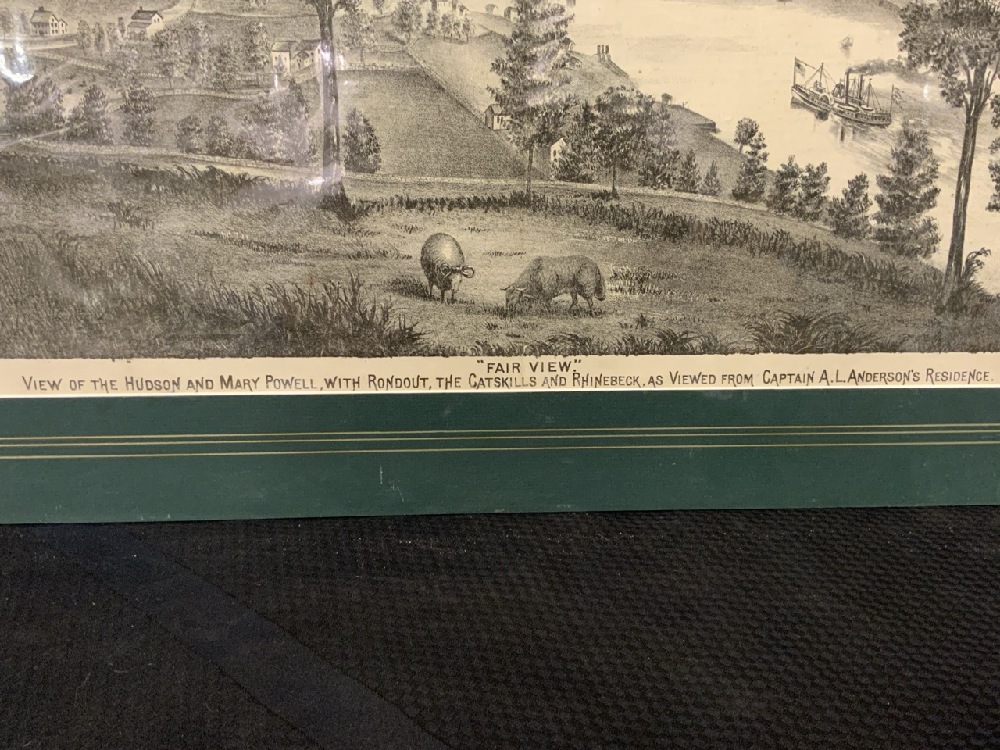 "FAIR VIEW."
VIEW OF THE HUDSON AND MARY POWELL, WITH RONDOUT, THE CATSKILLS AND RHINEBECK, AS VIEWED FROM CAPTAIN A. L. ANDERSON'S RESIDENCE.